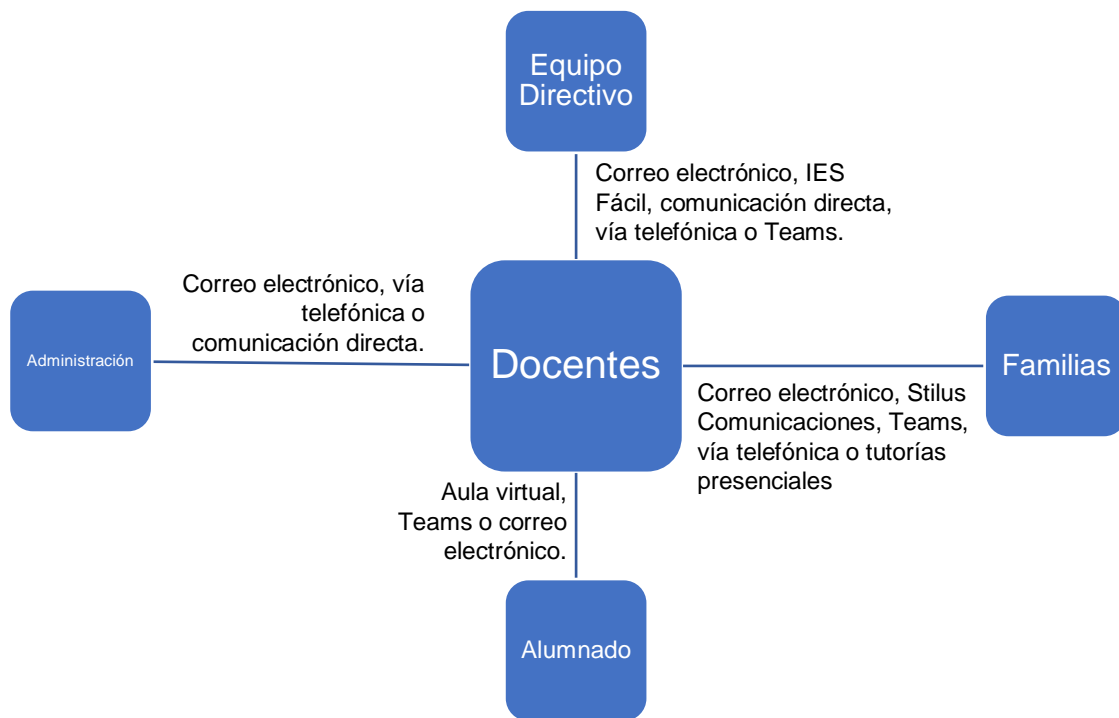 Equipo
Directivo
Correo electrónico, IES
Fácil, comunicación directa,
vía telefónica o Teams.
Correo electrónico, vía
telefónica o
comunicación directa.
Administración
Docentes
Familias
Correo electrónico, Stilus
Comunicaciones, Teams,
vía telefónica o tutorías
presenciales
Aula virtual,
Teams o correo
electrónico.
Alumnado